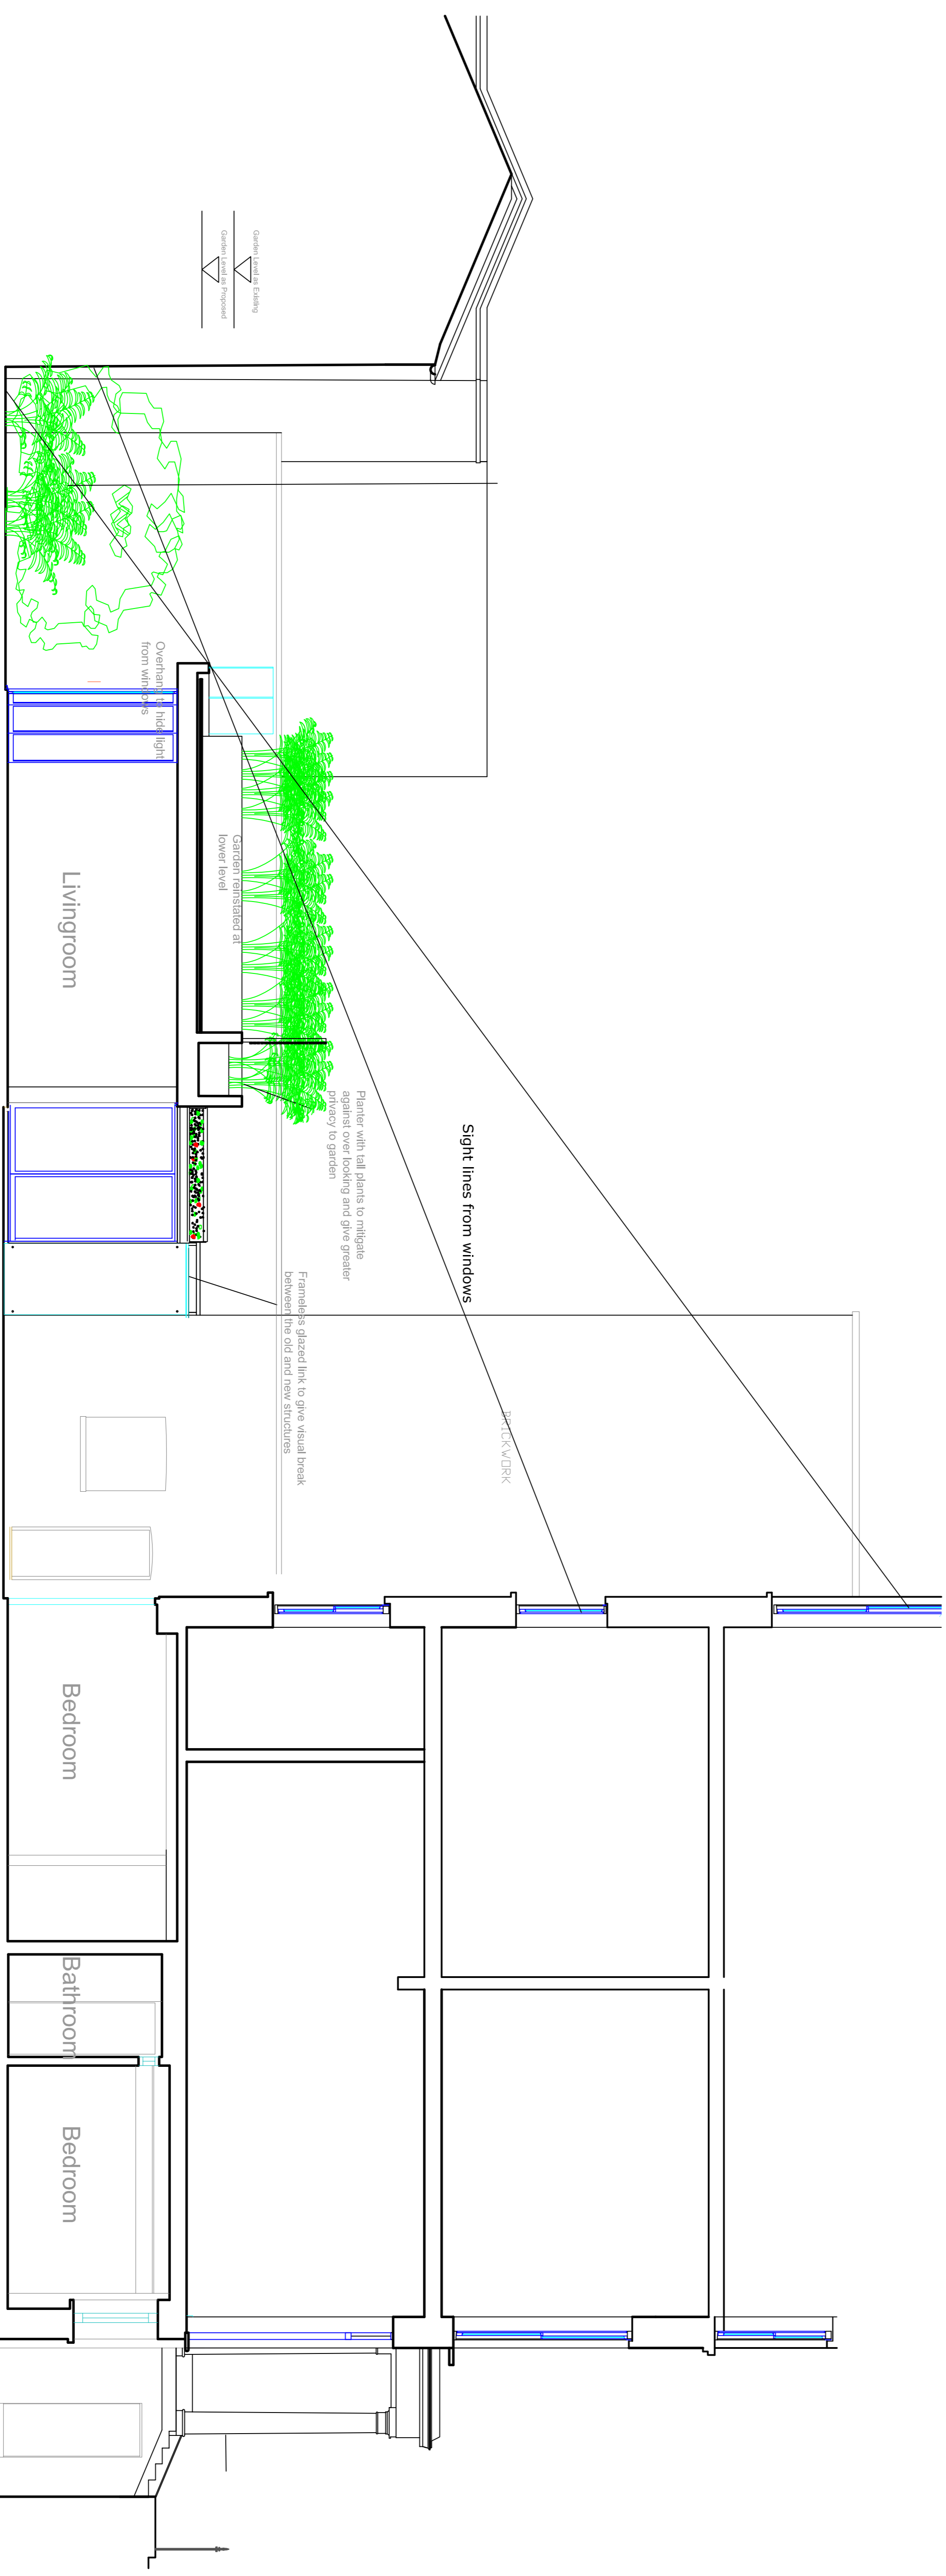 Garden Level as Existing
Garden Level as Proposed
Overhang to hide light
from windows
Livingroom
Garden reinstated at
lower level
Planter with tall plants to mitigate
against over looking and give greater
privacy to garden
Sight lines from windows
Frameless glazed link to give visual break
between the old and new structures
BRICKWORK
Bedroom
Bathroom
Bedroom